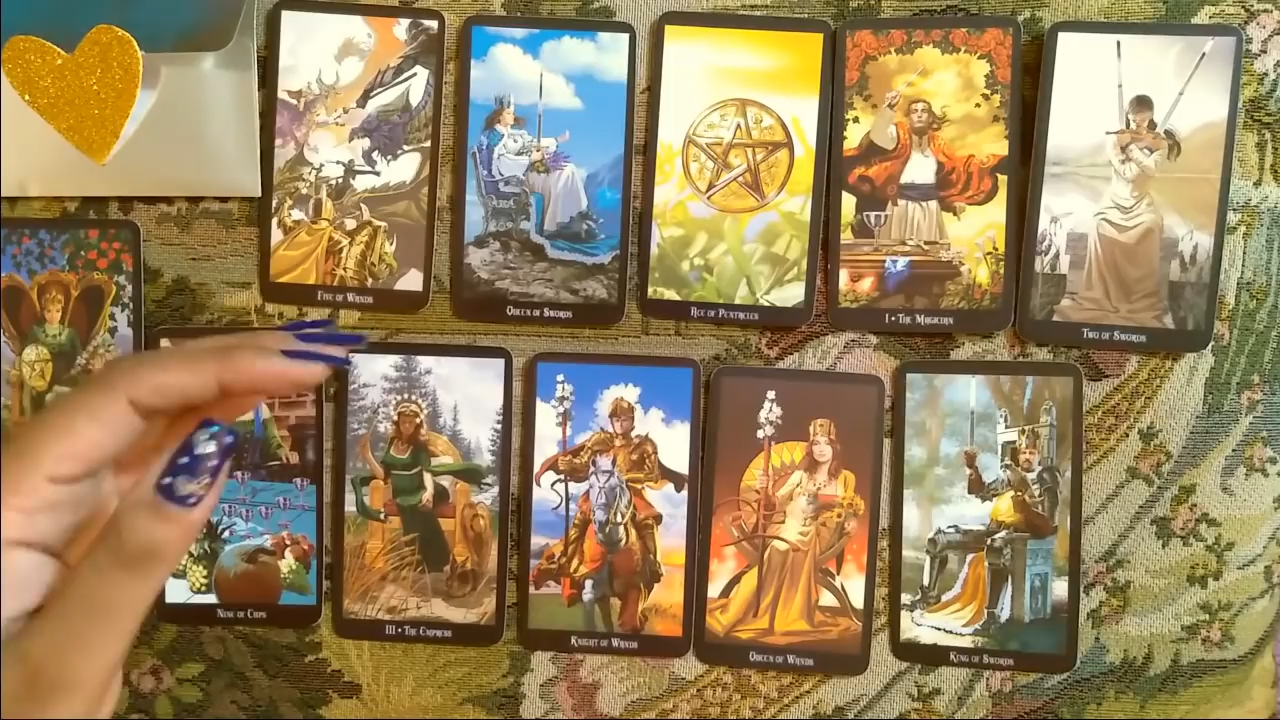 Five of Wands
Queen of Swords
Ace of Pentacles
I • The Magician
Two of Swords
Nine of Cups
III • The Empress
Knight of Wands
Queen of Wands
King of Swords